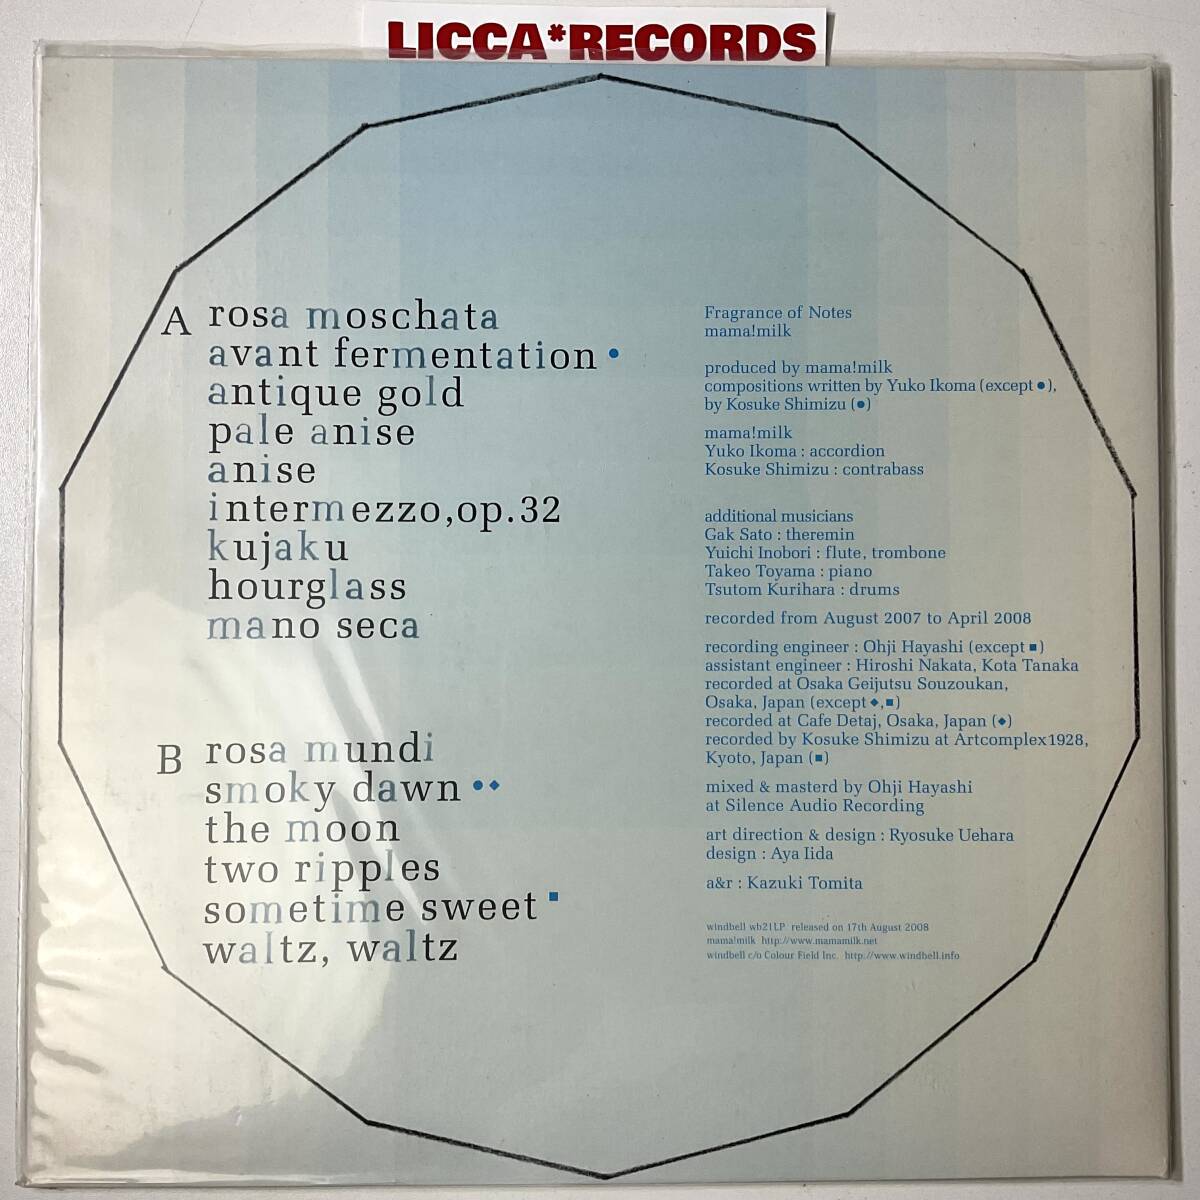 LICCA*RECORDS
A
rosa moschata
avant fermentation •
antique gold
pale anise
anise
intermezzo,op.32
kujaku
hourglass
mano seca
B
rosa mundi
smoky dawn •◆
the moon
two ripples
sometime sweet ■
waltz, waltz
Fragrance of Notes
mama!milk
produced by mama!milk
compositions written by Yuko Ikoma (except ●),
by Kosuke Shimizu (●)
mama!milk
Yuko Ikoma : accordion
Kosuke Shimizu : contrabass
additional musicians
Gak Sato : theremin
Yuichi Inobori : flute, trombone
Takeo Toyama : piano
Tsutom Kurihara : drums
recorded from August 2007 to April 2008
recording engineer : Ohji Hayashi (except ■)
assistant engineer : Hiroshi Nakata, Kota Tanaka
recorded at Osaka Geijutsu Souzoukan,
Osaka, Japan (except ◆,■)
recorded at Cafe Detaj, Osaka, Japan (◆)
recorded by Kosuke Shimizu at Artcomplex1928,
Kyoto, Japan (■)
mixed & masterd by Ohji Hayashi
at Silence Audio Recording
art direction & design : Ryosuke Uehara
design : Aya Iida
a&r : Kazuki Tomita
windbell wb21LP released on 17th August 2008
mama!milk http://www.mamamilk.net
windbell c/o Colour Field Inc. http://www.windbell.info